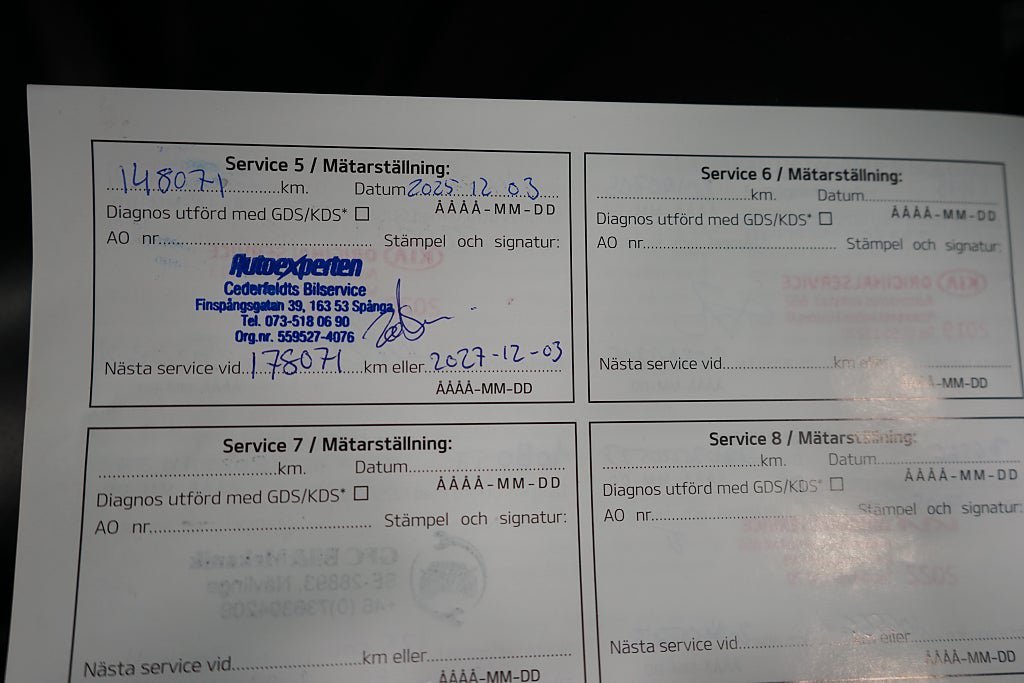 Service 5 / Mätarställning:
148071 km. Datum 2025 12 03
ÅÅÅÅ-MM-DD
Diagnos utförd med GDS/KDS*
AO nr. Stämpel och signatur:
Autoexperten
Cederfeldts Bilservice
Finspångsgatan 39, 163 53 Spånga
Tel. 073-518 06 90
Org.nr. 559527-4076
Nästa service vid 178071 km eller 2027-12-03
ÅÅÅÅ-MM-DD
Service 6 / Mätarställning:
km. Datum
ÅÅÅÅ-MM-DD
Diagnos utförd med GDS/KDS*
AO nr. Stämpel och signatur:
Nästa service vid km eller
ÅÅÅÅ-MM-DD
Service 7 / Mätarställning:
km. Datum
ÅÅÅÅ-MM-DD
Diagnos utförd med GDS/KDS*
AO nr. Stämpel och signatur:
Nästa service vid km eller
ÅÅÅÅ-MM-DD
Service 8 / Mätarställning:
km. Datum
ÅÅÅÅ-MM-DD
Diagnos utförd med GDS/KDS*
AO nr. Stämpel och signatur:
Nästa service vid km eller
ÅÅÅÅ-MM-DD